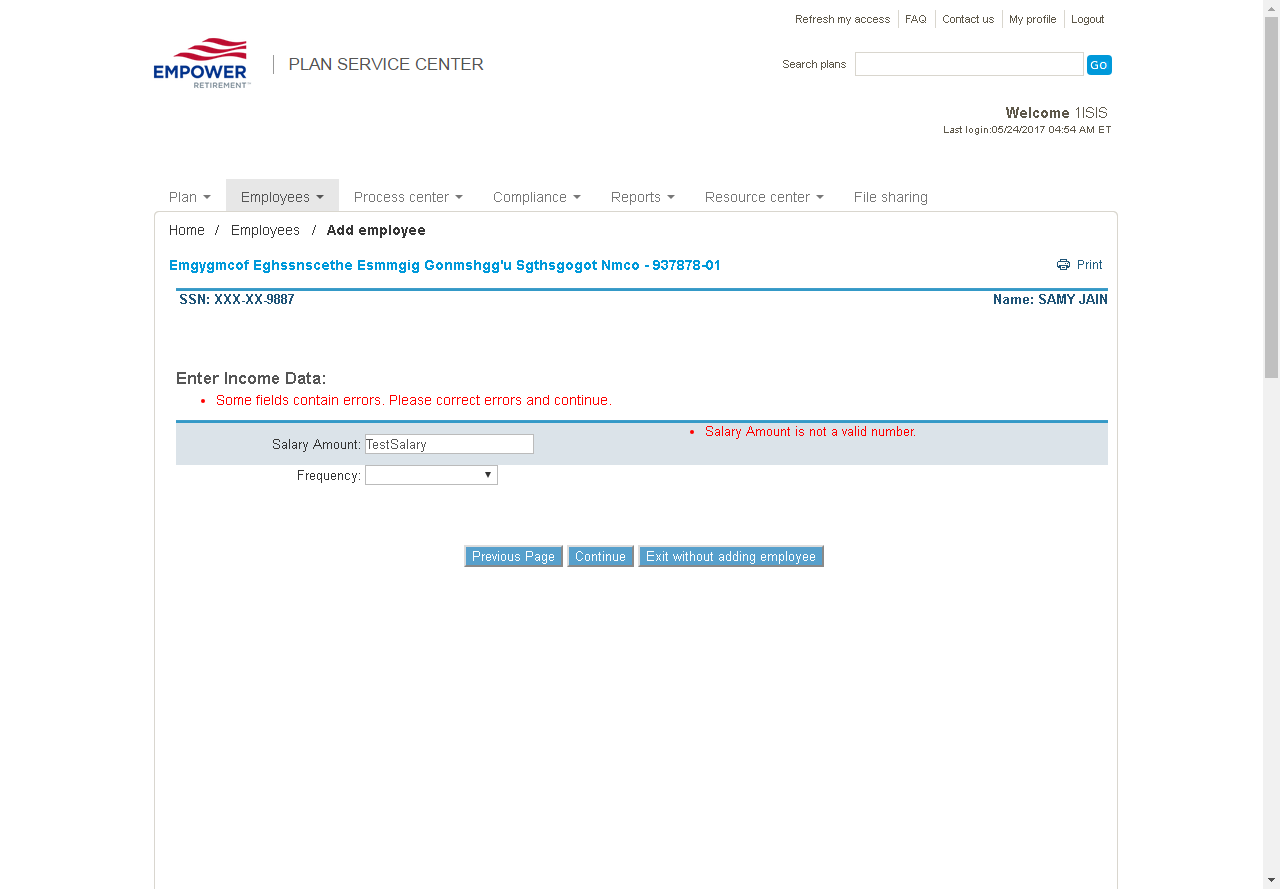 Refresh my access FAQ Contact us My profile Logout
EMPOWER
RETIREMENT™
PLAN SERVICE CENTER
Search plans Go
Welcome 1ISIS
Last login:05/24/2017 04:54 AM ET
Plan Employees Process center Compliance Reports Resource center File sharing
Home / Employees / Add employee
Emgygmcof Eghssnscethe Esmmgig Gonmshgg'u Sgthsgogot Nmco - 937878-01 Print
SSN: XXX-XX-9887 Name: SAMY JAIN
Enter Income Data:
• Some fields contain errors. Please correct errors and continue.
Salary Amount: TestSalary • Salary Amount is not a valid number.
Frequency:
Previous Page Continue Exit without adding employee